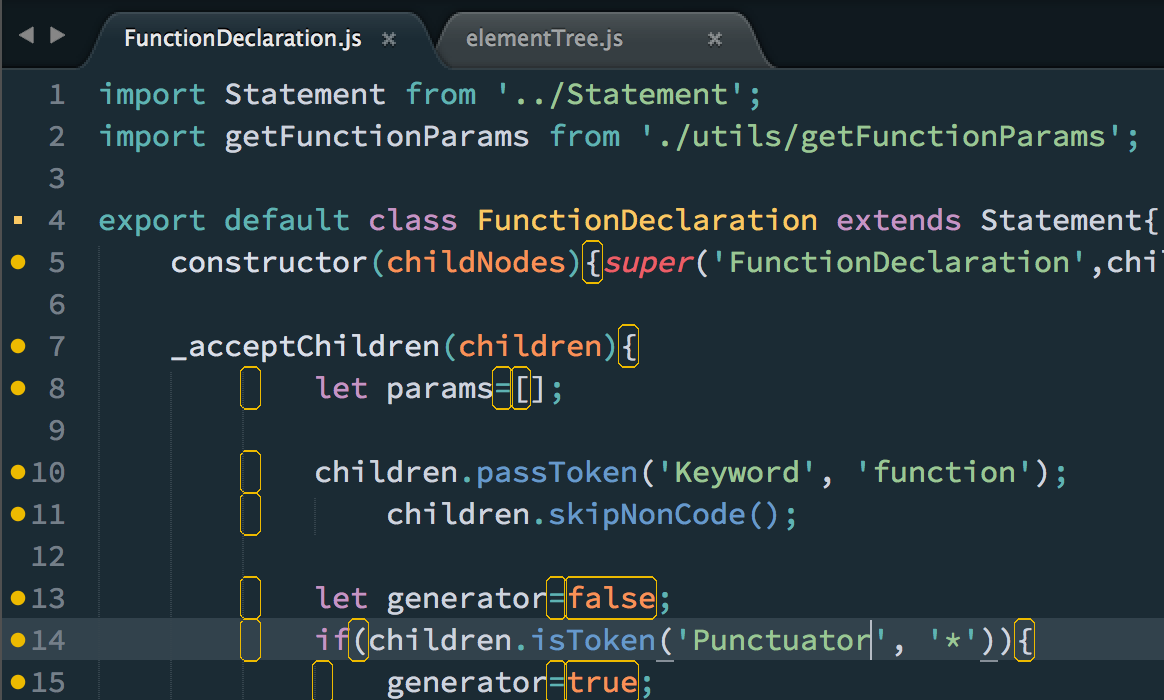 FunctionDeclaration.js × elementTree.js ×
1 import Statement from '../Statement';
2 import getFunctionParams from './utils/getFunctionParams';
3
4 export default class FunctionDeclaration extends Statement{
5 constructor(childNodes){super('FunctionDeclaration',chil
6
7 _acceptChildren(children){
8 let params=[];
9
10 children.passToken('Keyword', 'function');
11 children.skipNonCode();
12
13 let generator=false;
14 if(children.isToken('Punctuator', '*')){
15 generator=true;